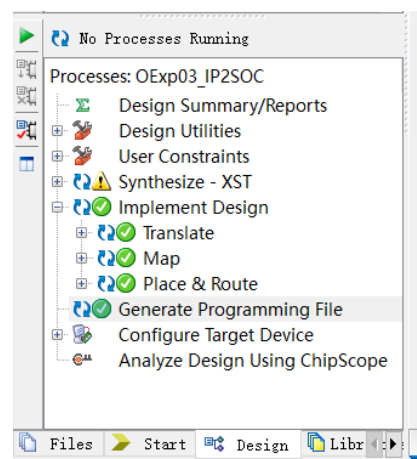 No Processes Running
Processes: OExp03_IP2SOC
Design Summary/Reports
Design Utilities
User Constraints
Synthesize - XST
Implement Design
Translate
Map
Place & Route
Generate Programming File
Configure Target Device
Analyze Design Using ChipScope
Files Start Design Libr